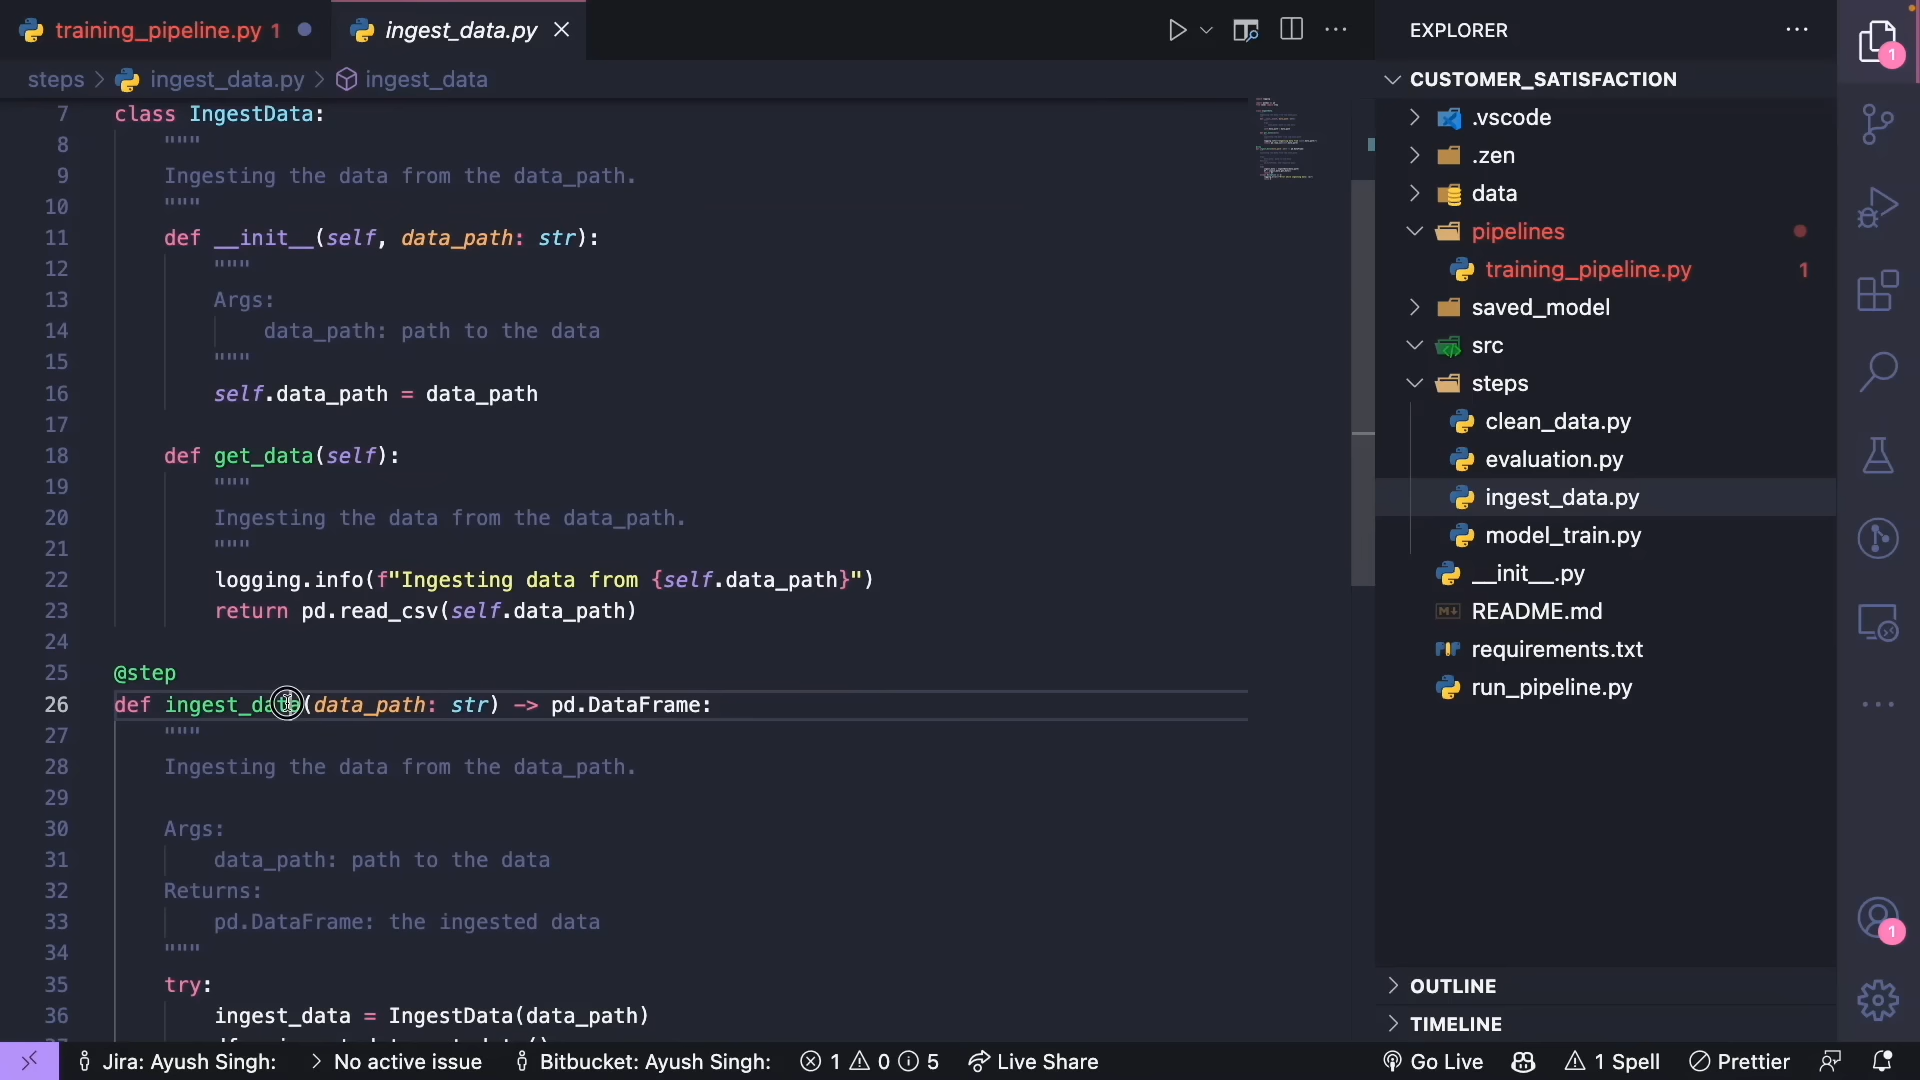 training_pipeline.py 1
ingest_data.py
steps > ingest_data.py > ingest_data
7 class IngestData:
8 """
9 Ingesting the data from the data_path.
10 """
11 def __init__(self, data_path: str):
12 """
13 Args:
14 data_path: path to the data
15 """
16 self.data_path = data_path
17
18 def get_data(self):
19 """
20 Ingesting the data from the data_path.
21 """
22 logging.info(f"Ingesting data from {self.data_path}")
23 return pd.read_csv(self.data_path)
24
25 @step
26 def ingest_data(data_path: str) -> pd.DataFrame:
27 """
28 Ingesting the data from the data_path.
29
30 Args:
31 data_path: path to the data
32 Returns:
33 pd.DataFrame: the ingested data
34 """
35 try:
36 ingest_data = IngestData(data_path)
EXPLORER
CUSTOMER_SATISFACTION
.vscode
.zen
data
pipelines
training_pipeline.py 1
saved_model
src
steps
clean_data.py
evaluation.py
ingest_data.py
model_train.py
__init__.py
README.md
requirements.txt
run_pipeline.py
OUTLINE
TIMELINE
1
1
Jira: Ayush Singh: > No active issue Bitbucket: Ayush Singh: 1 0 5 Live Share Go Live 1 Spell Prettier